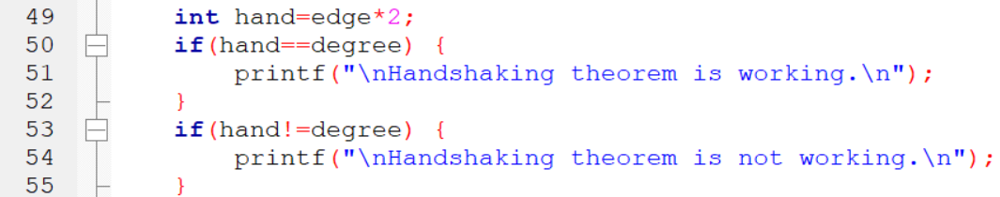 49 int hand=edge*2;
50 if(hand==degree) {
51 printf("\nHandshaking theorem is working.\n");
52 }
53 if(hand!=degree) {
54 printf("\nHandshaking theorem is not working.\n");
55 }